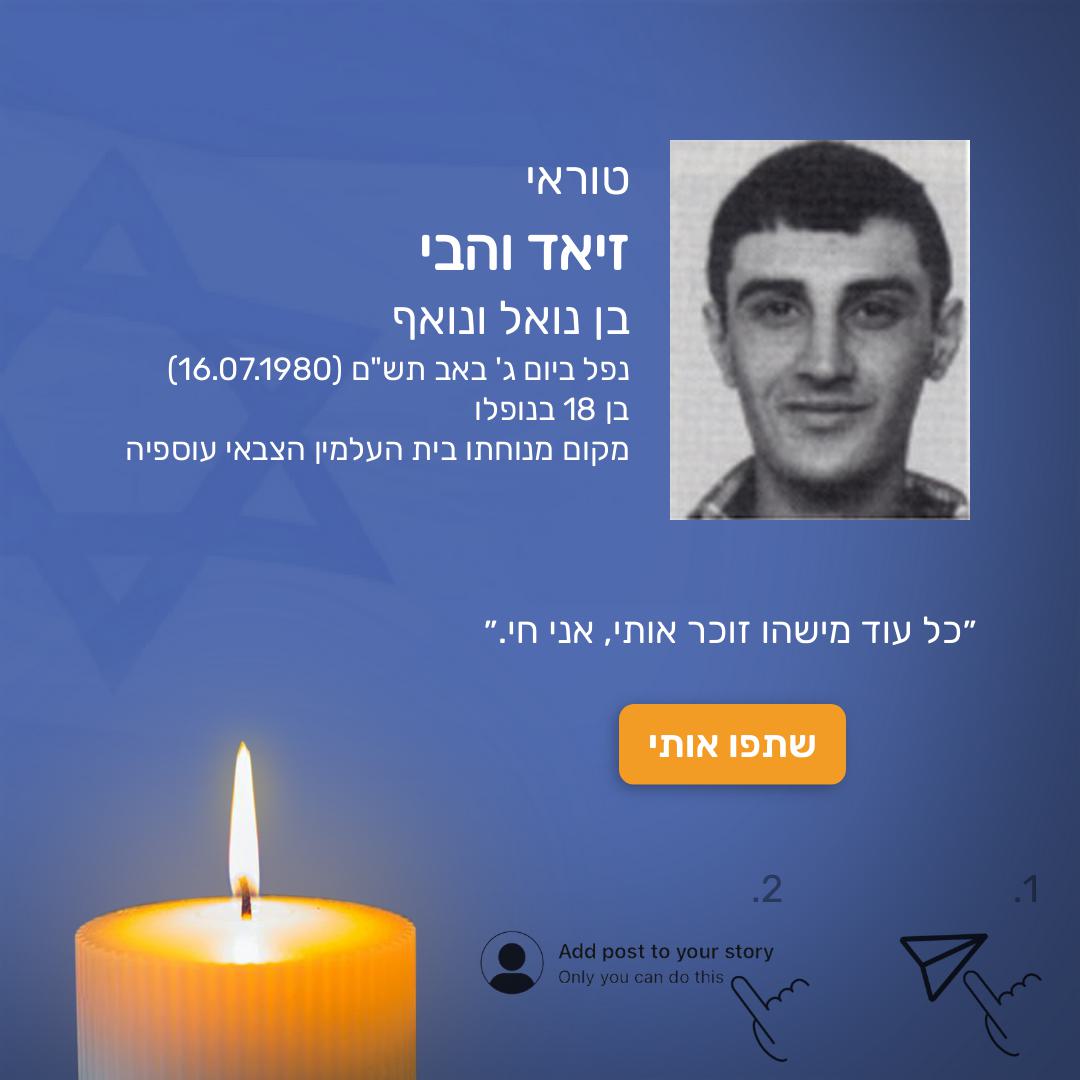 טוראי
זיאד והבי
בן נואל ונואף
נפל ביום ג' באב תש"ם (16.07.1980)
בן 18 בנופלו
מקום מנוחתו בית העלמין הצבאי עוספיה
״כל עוד מישהו זוכר אותי, אני חי.״
שתפו אותי
1.
2.
Add post to your story
Only you can do this